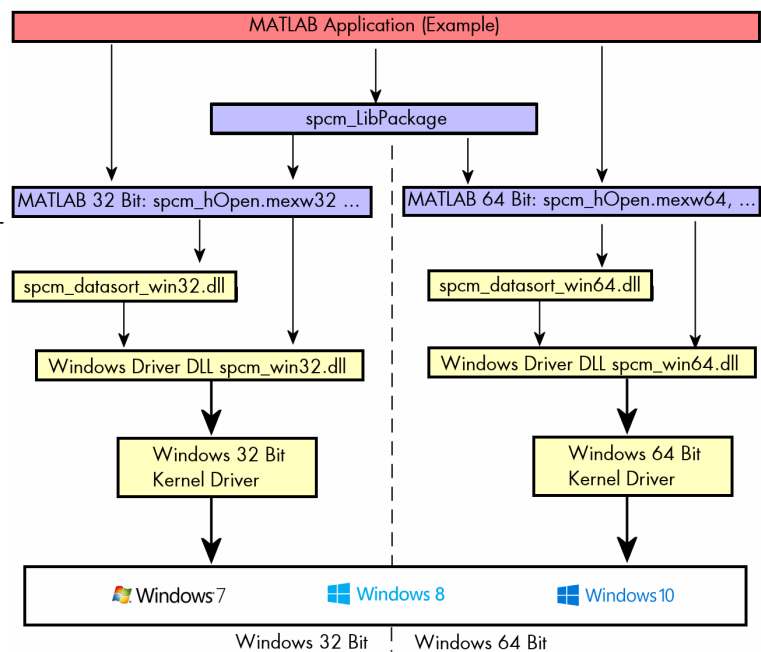 MATLAB Application (Example)
spcm_LibPackage
MATLAB 32 Bit: spcm_hOpen.mexw32 ...
MATLAB 64 Bit: spcm_hOpen.mexw64, ...
spcm_datasort_win32.dll
spcm_datasort_win64.dll
Windows Driver DLL spcm_win32.dll
Windows Driver DLL spcm_win64.dll
Windows 32 Bit
Kernel Driver
Windows 64 Bit
Kernel Driver
Windows 7
Windows 8
Windows 10
Windows 32 Bit
Windows 64 Bit